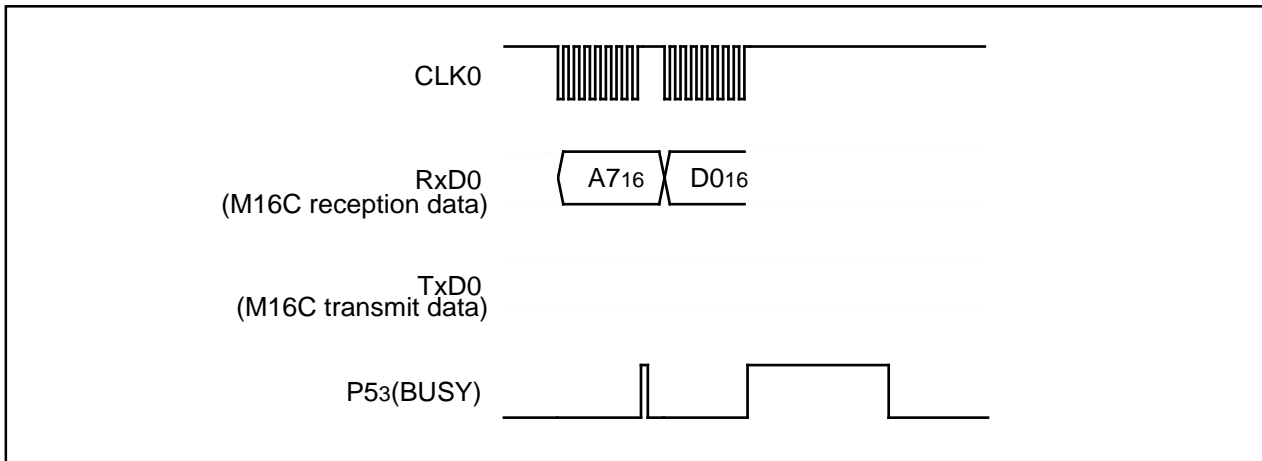 CLK0
RxD0
(M16C reception data)
A716
D016
TxD0
(M16C transmit data)
P53(BUSY)